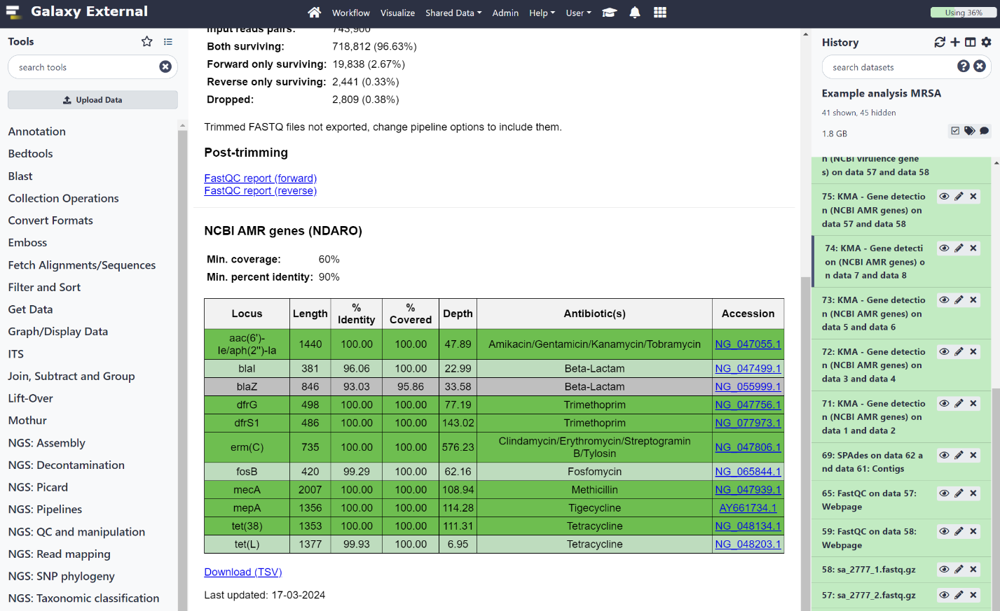 Galaxy External
Workflow
Visualize
Shared Data
Admin
Help
User
Using 36%
Tools
search tools
Upload Data
Annotation
Bedtools
Blast
Collection Operations
Convert Formats
Emboss
Fetch Alignments/Sequences
Filter and Sort
Get Data
Graph/Display Data
ITS
Join, Subtract and Group
Lift-Over
Mothur
NGS: Assembly
NGS: Decontamination
NGS: Picard
NGS: Pipelines
NGS: QC and manipulation
NGS: Read mapping
NGS: SNP phylogeny
NGS: Taxonomic classification
Input reads pairs: 743,900
Both surviving: 718,812 (96.63%)
Forward only surviving: 19,838 (2.67%)
Reverse only surviving: 2,441 (0.33%)
Dropped: 2,809 (0.38%)
Trimmed FASTQ files not exported, change pipeline options to include them.
Post-trimming
FastQC report (forward)
FastQC report (reverse)
NCBI AMR genes (NDARO)
Min. coverage: 60%
Min. percent identity: 90%
Locus Length % Identity % Covered Depth Antibiotic(s) Accession
aac(6')-Ie/aph(2'')-Ia 1440 100.00 100.00 47.89 Amikacin/Gentamicin/Kanamycin/Tobramycin NG_047055.1
blaI 381 96.06 100.00 22.99 Beta-Lactam NG_047499.1
blaZ 846 93.03 95.86 33.58 Beta-Lactam NG_055999.1
dfrG 498 100.00 100.00 77.19 Trimethoprim NG_047756.1
dfrS1 486 100.00 100.00 143.02 Trimethoprim NG_077973.1
erm(C) 735 100.00 100.00 576.23 Clindamycin/Erythromycin/Streptogramin B/Tylosin NG_047806.1
fosB 420 99.29 100.00 62.16 Fosfomycin NG_065844.1
mecA 2007 100.00 100.00 108.94 Methicillin NG_047939.1
mepA 1356 100.00 100.00 114.28 Tigecycline AY661734.1
tet(38) 1353 100.00 100.00 111.31 Tetracycline NG_048134.1
tet(L) 1377 99.93 100.00 6.95 Tetracycline NG_048203.1
Download (TSV)
Last updated: 17-03-2024
History
search datasets
Example analysis MRSA
41 shown, 45 hidden
1.8 GB
n (NCBI virulence gene
s) on data 57 and data 58
75: KMA - Gene detectio
n (NCBI AMR genes) on
data 57 and data 58
74: KMA - Gene detecti
on (NCBI AMR genes) o
n data 7 and data 8
73: KMA - Gene detectio
n (NCBI AMR genes) on
data 5 and data 6
72: KMA - Gene detectio
n (NCBI AMR genes) on
data 3 and data 4
71: KMA - Gene detectio
n (NCBI AMR genes) on
data 1 and data 2
69: SPAdes on data 62 a
nd data 61: Contigs
65: FastQC on data 57:
Webpage
59: FastQC on data 58:
Webpage
58: sa_2777_1.fastq.gz
57: sa_2777_2.fastq.gz